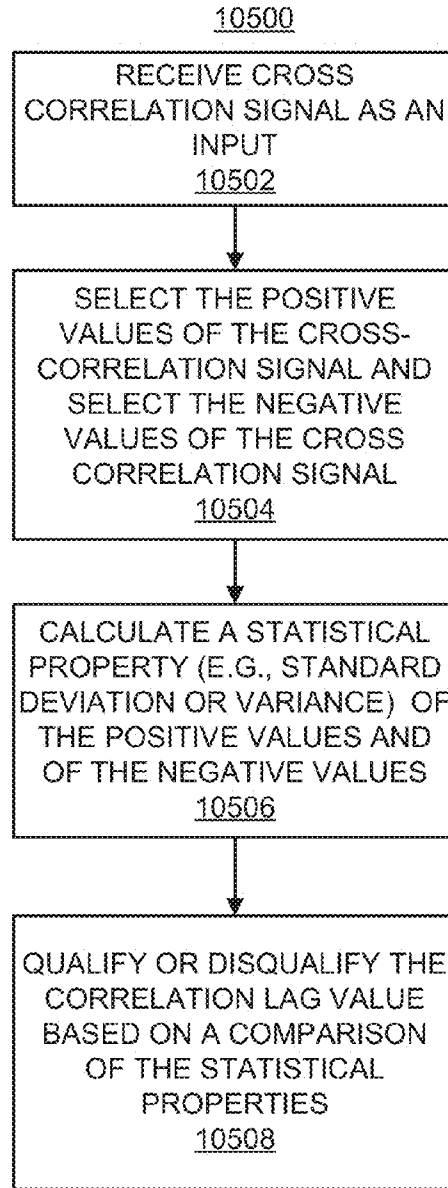 10500
RECEIVE CROSS
CORRELATION SIGNAL AS AN
INPUT
10502
SELECT THE POSITIVE
VALUES OF THE CROSS-
CORRELATION SIGNAL AND
SELECT THE NEGATIVE
VALUES OF THE CROSS
CORRELATION SIGNAL
10504
CALCULATE A STATISTICAL
PROPERTY (E.G., STANDARD
DEVIATION OR VARIANCE) OF
THE POSITIVE VALUES AND
OF THE NEGATIVE VALUES
10506
QUALIFY OR DISQUALIFY THE
CORRELATION LAG VALUE
BASED ON A COMPARISON
OF THE STATISTICAL
PROPERTIES
10508